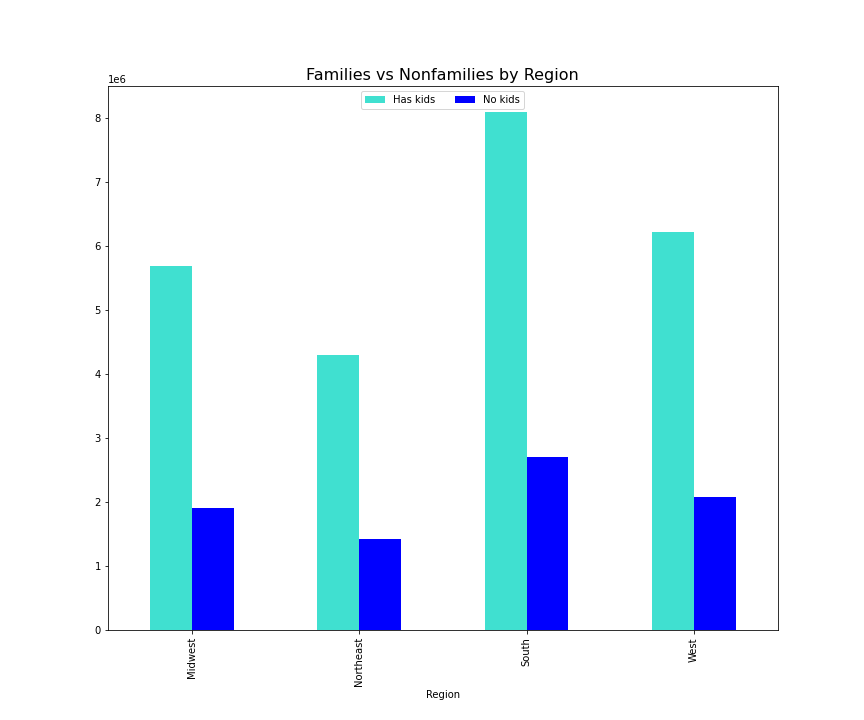 Families vs Nonfamilies by Region
1e6
Has kids No kids
8
7
6
5
4
3
2
1
0
Midwest
Northeast
South
West
Region